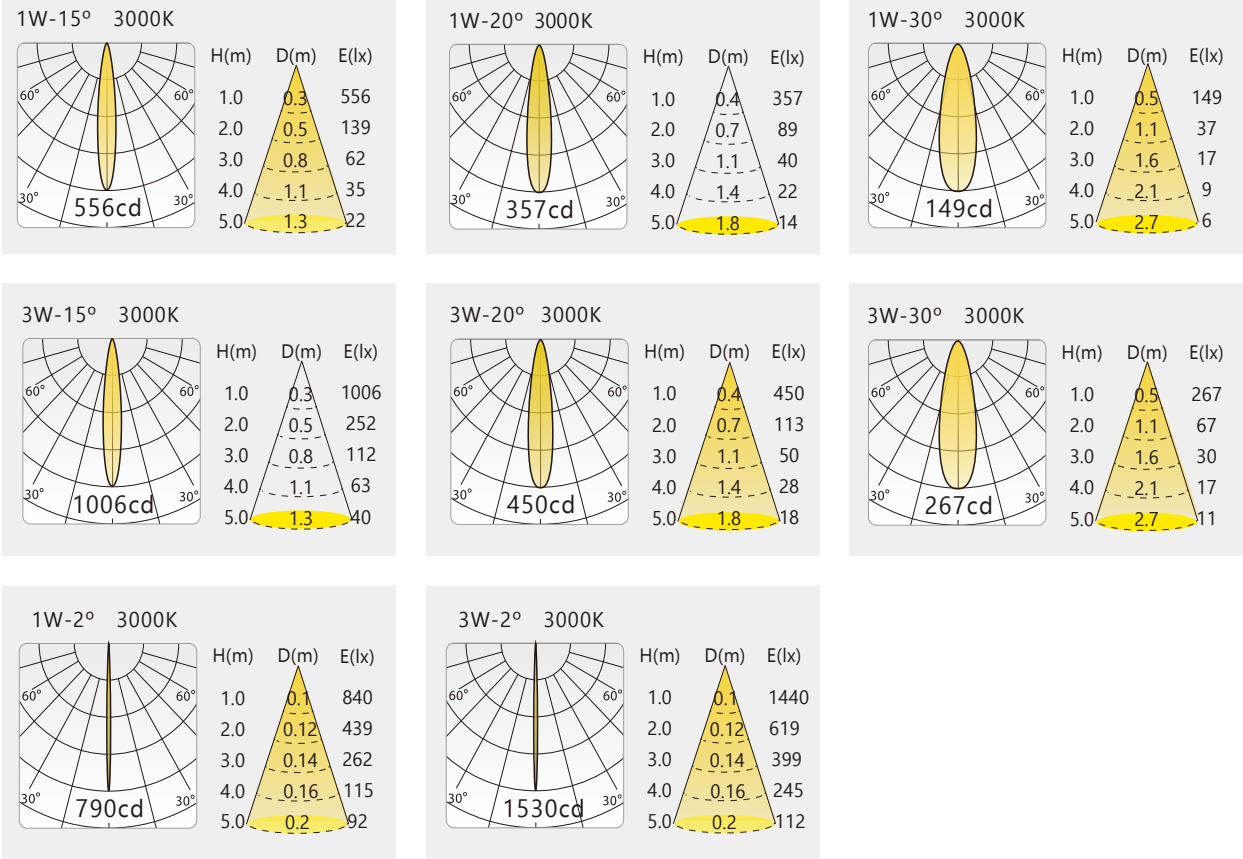 1W-15º 3000K
H(m) D(m) E(lx)
60° 60°
1.0 0.3 556
2.0 0.5 139
3.0 0.8 62
4.0 1.1 35
30° 30°
556cd
5.0 1.3 22
1W-20º 3000K
H(m) D(m) E(lx)
60° 60°
1.0 0.4 357
2.0 0.7 89
3.0 1.1 40
4.0 1.4 22
30° 30°
357cd
5.0 1.8 14
1W-30º 3000K
H(m) D(m) E(lx)
60° 60°
1.0 0.5 149
2.0 1.1 37
3.0 1.6 17
4.0 2.1 9
30° 30°
149cd
5.0 2.7 6
3W-15º 3000K
H(m) D(m) E(lx)
60° 60°
1.0 0.3 1006
2.0 0.5 252
3.0 0.8 112
4.0 1.1 63
30° 30°
1006cd
5.0 1.3 40
3W-20º 3000K
H(m) D(m) E(lx)
60° 60°
1.0 0.4 450
2.0 0.7 113
3.0 1.1 50
4.0 1.4 28
30° 30°
450cd
5.0 1.8 18
3W-30º 3000K
H(m) D(m) E(lx)
60° 60°
1.0 0.5 267
2.0 1.1 67
3.0 1.6 30
4.0 2.1 17
30° 30°
267cd
5.0 2.7 11
1W-2º 3000K
H(m) D(m) E(lx)
60° 60°
1.0 0.1 840
2.0 0.12 439
3.0 0.14 262
4.0 0.16 115
30° 30°
790cd
5.0 0.2 92
3W-2º 3000K
H(m) D(m) E(lx)
60° 60°
1.0 0.1 1440
2.0 0.12 619
3.0 0.14 399
4.0 0.16 245
30° 30°
1530cd
5.0 0.2 112